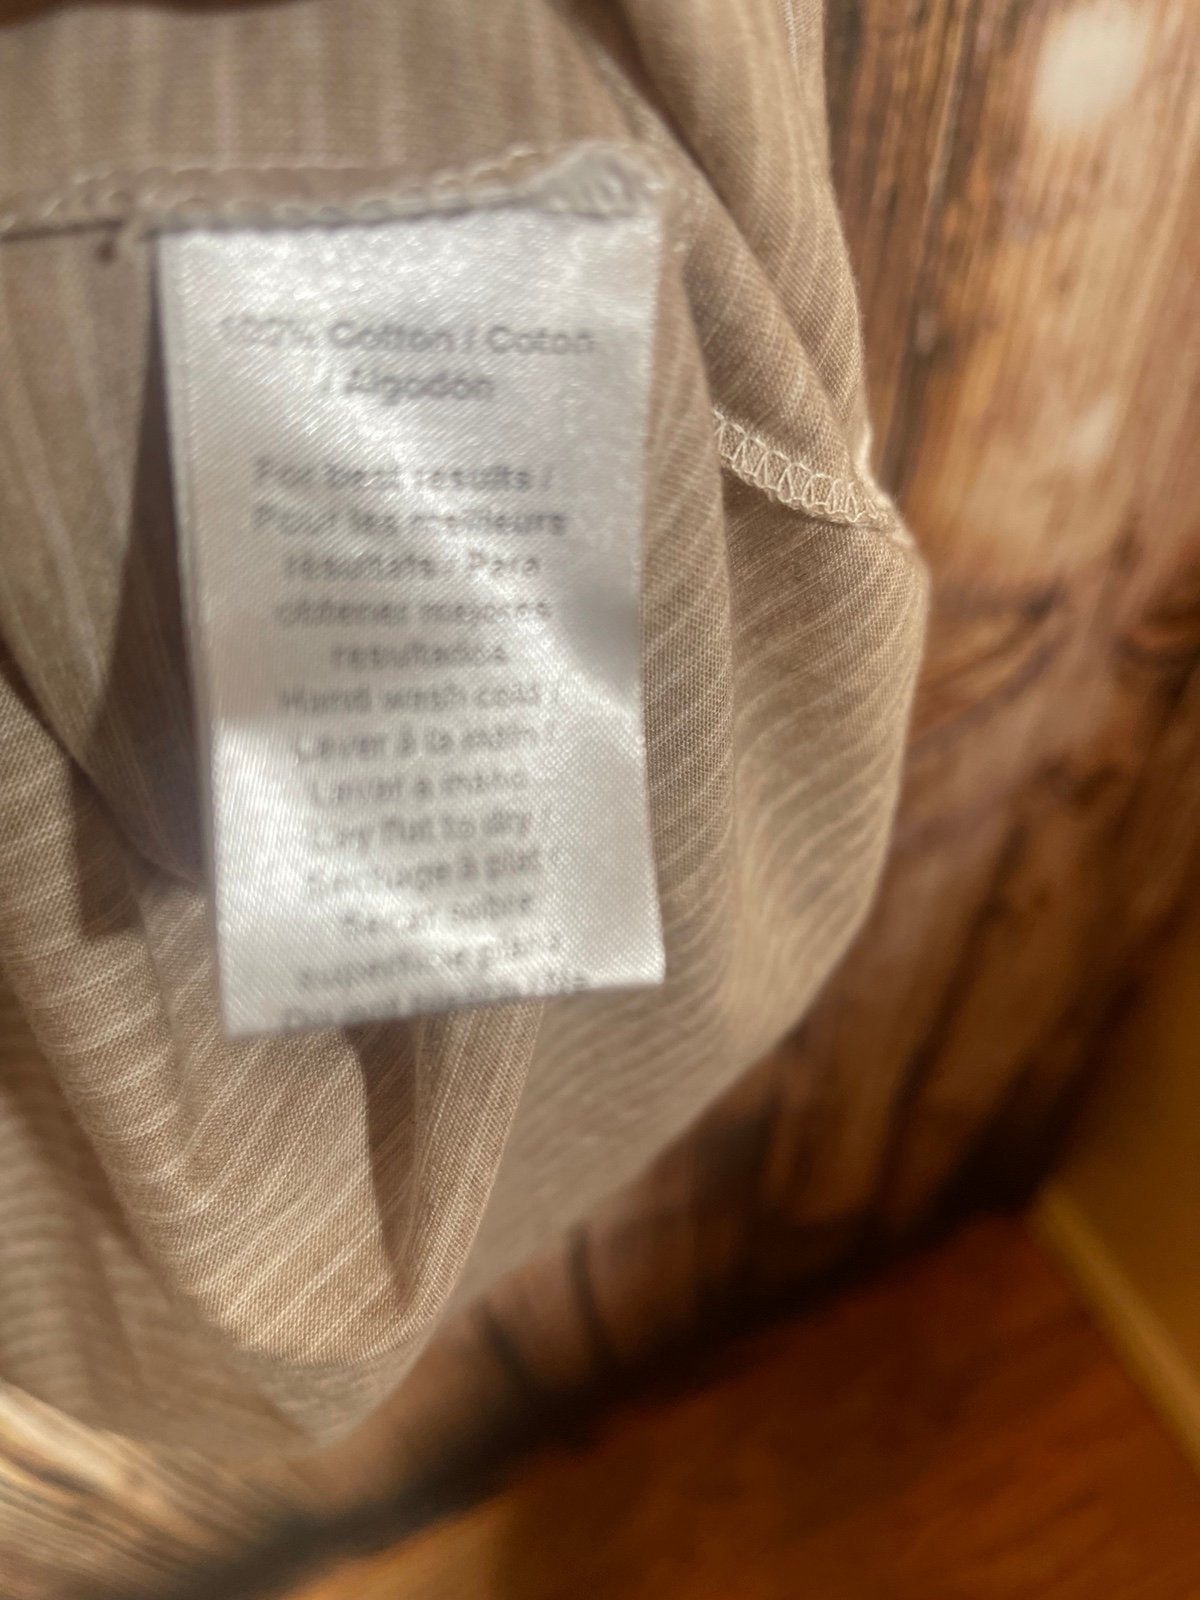 100% Cotton / Coton
/ Algodon
For best results /
Pour les meilleurs
résultats / Para
obtener mejores
resultados
Hand wash cold /
Laver à la main /
Lavar a mano
Lay flat to dry /
Séchage à plat /
Secar sobre
superficie plana